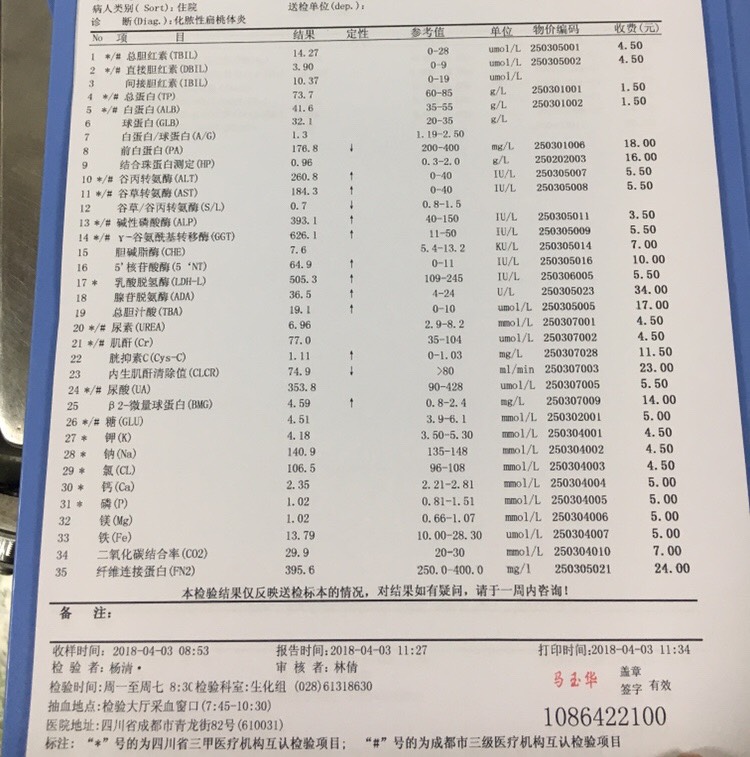 病人类别( Sort):住院 送检单位(dep.):
诊 断(Diag.):化脓性扁桃体炎
No 项 目 结果 定性 参考值 单位 物价编码 收费(元)
1 */# 总胆红素(TBIL) 14.27 0-28 umol/L 250305001 4.50
2 */# 直接胆红素(DBIL) 3.90 0-9 umol/L 250305002 4.50
3 间接胆红素(IBIL) 10.37 0-19 umol/L
4 */# 总蛋白(TP) 73.7 60-85 g/L 250301001 1.50
5 */# 白蛋白(ALB) 41.6 35-55 g/L 250301002 1.50
6 球蛋白(GLB) 32.1 20-35 g/L
7 白蛋白/球蛋白(A/G) 1.3 1.19-2.50
8 前白蛋白(PA) 176.8 ↓ 200-400 mg/L 250301006 18.00
9 结合珠蛋白测定(HP) 0.96 0.3-2.0 g/L 250202003 16.00
10 */# 谷丙转氨酶(ALT) 260.8 ↑ 0-40 IU/L 250305007 5.50
11 */# 谷草转氨酶(AST) 184.3 ↑ 0-40 IU/L 250305008 5.50
12 谷草/谷丙转氨酶(S/L) 0.7 ↓ 0.8-1.5
13 */# 碱性磷酸酶(ALP) 393.1 ↑ 40-150 IU/L 250305011 3.50
14 */# γ-谷氨酰基转移酶(GGT) 626.1 ↑ 11-50 IU/L 250305009 5.50
15 胆碱脂酶(CHE) 7.6 5.4-13.2 KU/L 250305014 7.00
16 5'核苷酸酶(5 'NT) 64.9 ↑ 0-11 IU/L 250305016 10.00
17 * 乳酸脱氢酶(LDH-L) 505.3 ↑ 109-245 IU/L 250306005 5.50
18 腺苷脱氨酶(ADA) 36.5 ↑ 4-24 U/L 250305023 34.00
19 总胆汁酸(TBA) 19.1 ↑ 0-10 umol/L 250305005 17.00
20 */# 尿素(UREA) 6.96 2.9-8.2 mmol/L 250307001 4.50
21 */# 肌酐(Cr) 77.0 35-104 umol/L 250307002 4.50
22 胱抑素C(Cys-C) 1.11 ↑ 0-1.03 mg/L 250307028 11.50
23 内生肌酐清除值(CLCR) 74.9 ↓ >80 ml/min 250307003 23.00
24 */# 尿酸(UA) 353.8 90-428 umol/L 250307005 5.50
25 β2-微量球蛋白(BMG) 4.59 ↑ 0.8-2.4 mg/L 250307009 14.00
26 */# 糖(GLU) 4.51 3.9-6.1 mmol/L 250302001 5.00
27 * 钾(K) 4.18 3.50-5.30 mmol/L 250304001 4.50
28 * 钠(Na) 140.9 135-148 mmol/L 250304002 4.50
29 * 氯(CL) 106.5 96-108 mmol/L 250304003 4.50
30 * 钙(Ca) 2.35 2.21-2.81 mmol/L 250304004 5.00
31 * 磷(P) 1.02 0.81-1.51 mmol/L 250304005 5.00
32 镁(Mg) 1.02 0.66-1.07 mmol/L 250304006 5.00
33 铁(Fe) 13.79 10.00-28.30 umol/L 250304007 5.00
34 二氧化碳结合率(CO2) 29.9 20-30 mmol/L 250304010 7.00
35 纤维连接蛋白(FN2) 395.6 250.0-400.0 mg/l 250305021 24.00
本检验结果仅反映送检标本的情况，对结果如有疑问，请于一周内咨询！
备 注：
收样时间：2018-04-03 08:53 报告时间:2018-04-03 11:27 打印时间:2018-04-03 11:34
检 验 者:杨清 审 核 者:林倩 马玉华 盖章
签字 有效
检验时间:周一至周七 8:30 检验科室:生化组 (028)61318630
抽血地点:检验大厅采血窗口(7:45-10:30) 1086422100
医院地址:四川省成都市青龙街82号(610031)
标注: “*”号的为四川省三甲医疗机构互认检验项目; “#”号的为成都市三级医疗机构互认检验项目